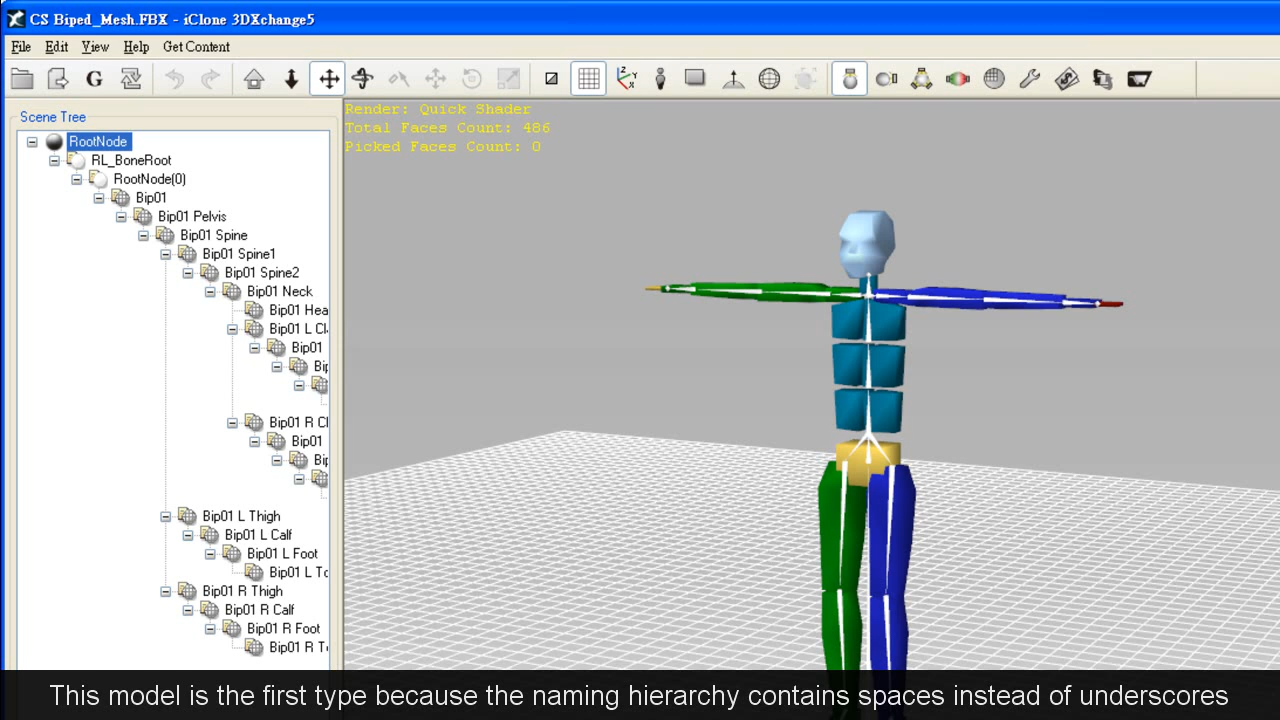 CS Biped_Mesh.FBX - iClone 3DXchange5
File Edit View Help Get Content
G
Scene Tree
Render: Quick Shader
Total Faces Count: 486
Picked Faces Count: 0
RootNode
RL_BoneRoot
RootNode(0)
Bip01
Bip01 Pelvis
Bip01 Spine
Bip01 Spine1
Bip01 Spine2
Bip01 Neck
Bip01 Hea
Bip01 L Cl
Bip01
Bip
Bip01 R Cl
Bip01
Bip
Bip01 L Thigh
Bip01 L Calf
Bip01 L Foot
Bip01 L To
Bip01 R Thigh
Bip01 R Calf
Bip01 R Foot
Bip01 R T
This model is the first type because the naming hierarchy contains spaces instead of underscores